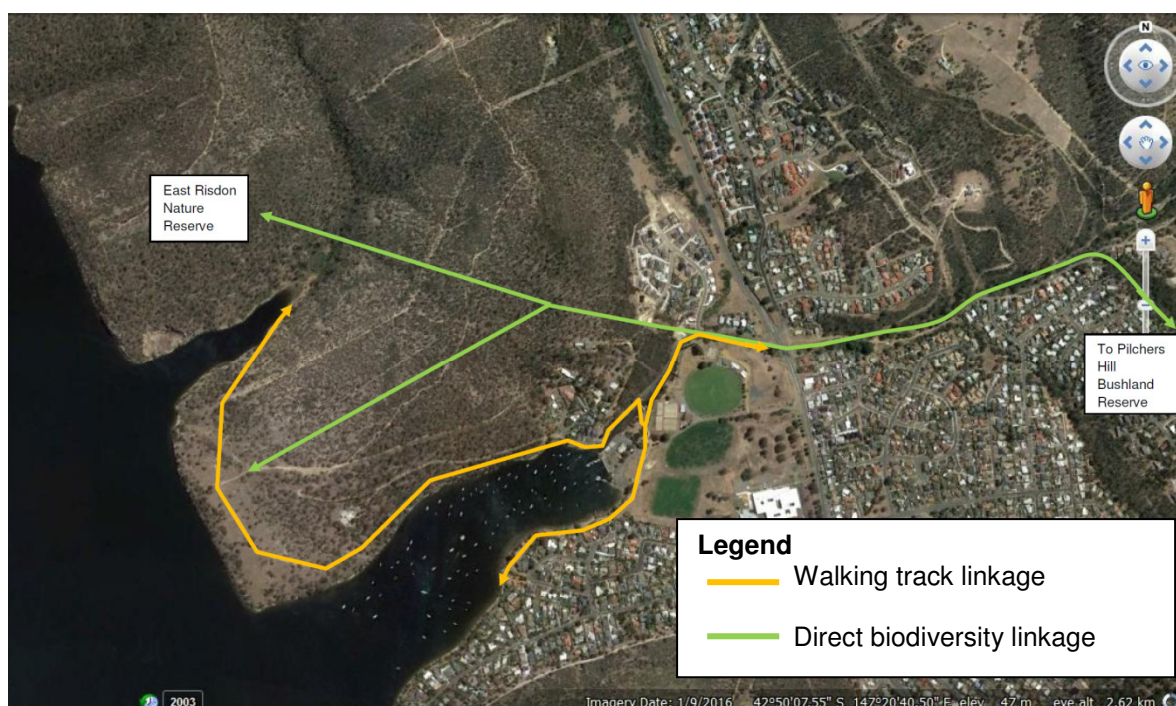 N
East Risdon
Nature
Reserve
To Pilchers
Hill
Bushland
Reserve
Legend
Walking track linkage
Direct biodiversity linkage
2003
Imagery Date: 1/9/2016 42°50'07.55" S 147°20'40.50" E elev 47 m eye alt 2.62 km